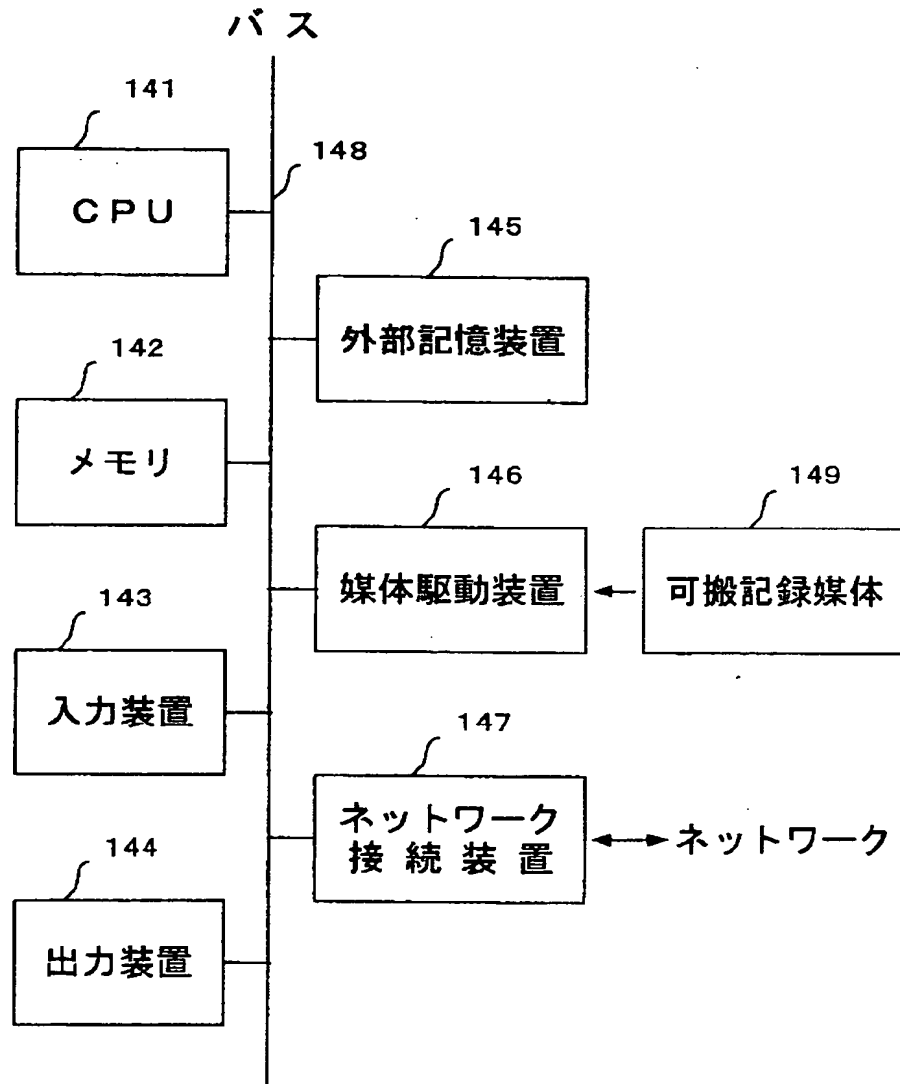 バス
141
148
CPU
145
外部記憶装置
142
メモリ
146
149
媒体駆動装置
可搬記録媒体
143
入力装置
147
ネットワーク
接続装置
ネットワーク
144
出力装置